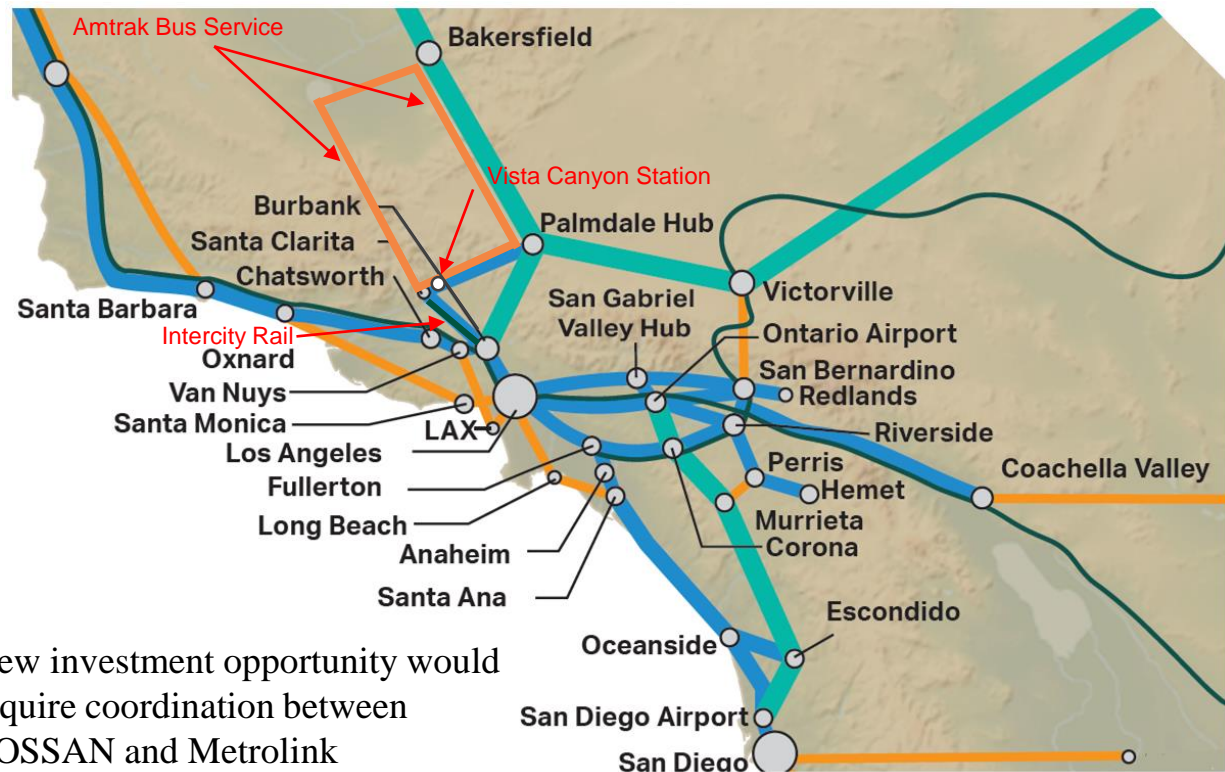 Amtrak Bus Service
Bakersfield
Vista Canyon Station
Burbank
Santa Clarita
Chatsworth
Palmdale Hub
Santa Barbara
Intercity Rail
Oxnard
Van Nuys
Santa Monica
LAX
Los Angeles
Fullerton
Long Beach
Anaheim
Santa Ana
San Gabriel
Valley Hub
Victorville
Ontario Airport
San Bernardino
Redlands
Riverside
Perris
Hemet
Coachella Valley
Murrieta
Corona
Oceanside
Escondido
San Diego Airport
San Diego
ew investment opportunity would
quire coordination between
OSSAN and Metrolink